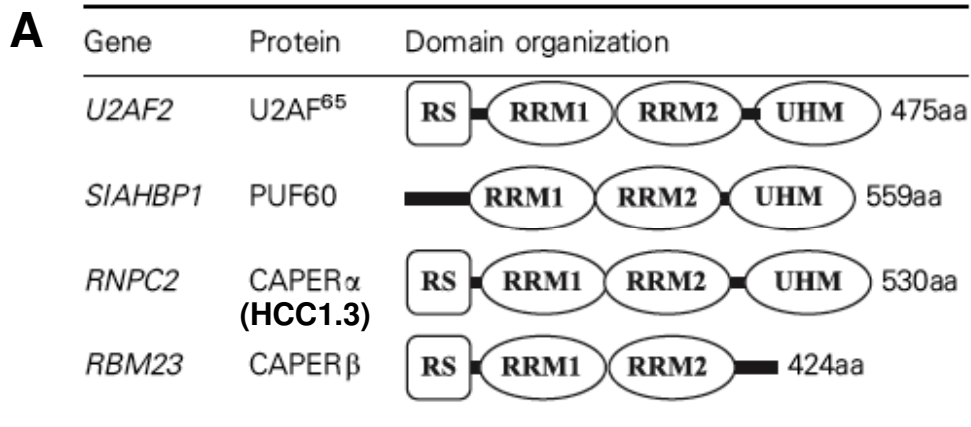 A
Gene Protein Domain organization
U2AF2 U2AF⁶⁵ RS RRM1 RRM2 UHM 475aa
SIAHBP1 PUF60 RRM1 RRM2 UHM 559aa
RNPC2 CAPERα RS RRM1 RRM2 UHM 530aa
(HCC1.3)
RBM23 CAPERβ RS RRM1 RRM2 424aa